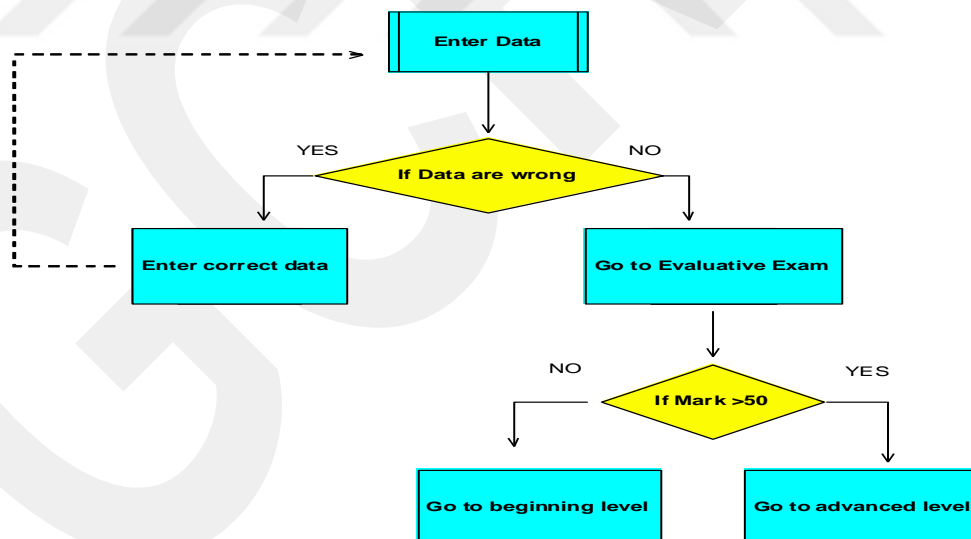 Enter Data
YES
NO
If Data are wrong
Enter correct data
Go to Evaluative Exam
NO
YES
If Mark >50
Go to beginning level
Go to advanced level